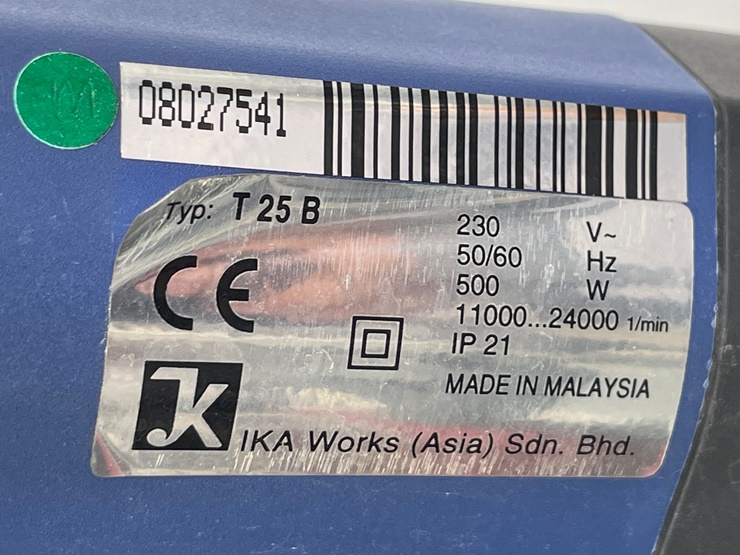 08027541
Typ: T 25 B
230 V~
50/60 Hz
500 W
11000...24000 1/min
IP 21
CE
MADE IN MALAYSIA
IKA Works (Asia) Sdn. Bhd.